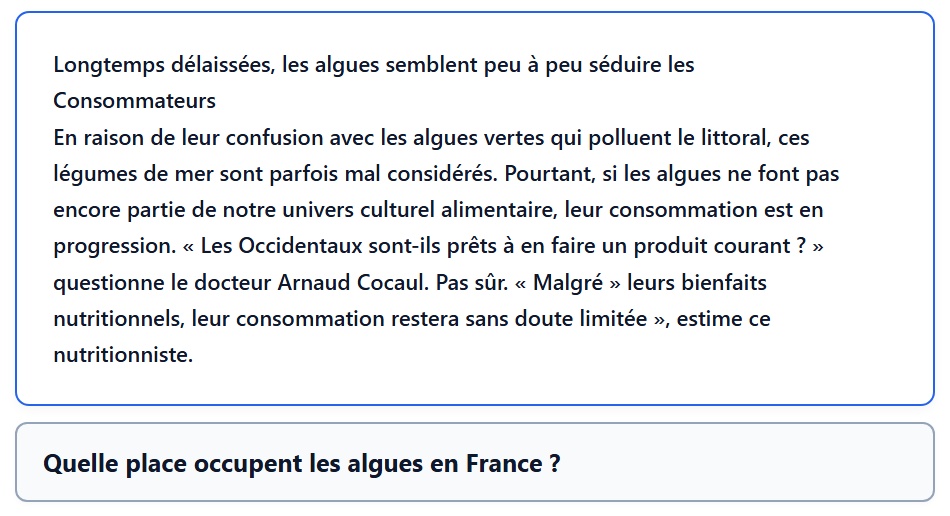 Longtemps délaissées, les algues semblent peu à peu séduire les
Consommateurs
En raison de leur confusion avec les algues vertes qui polluent le littoral, ces
légumes de mer sont parfois mal considérés. Pourtant, si les algues ne font pas
encore partie de notre univers culturel alimentaire, leur consommation est en
progression. « Les Occidentaux sont-ils prêts à en faire un produit courant ? »
questionne le docteur Arnaud Cocaul. Pas sûr. « Malgré » leurs bienfaits
nutritionnels, leur consommation restera sans doute limitée », estime ce
nutritionniste.
Quelle place occupent les algues en France ?